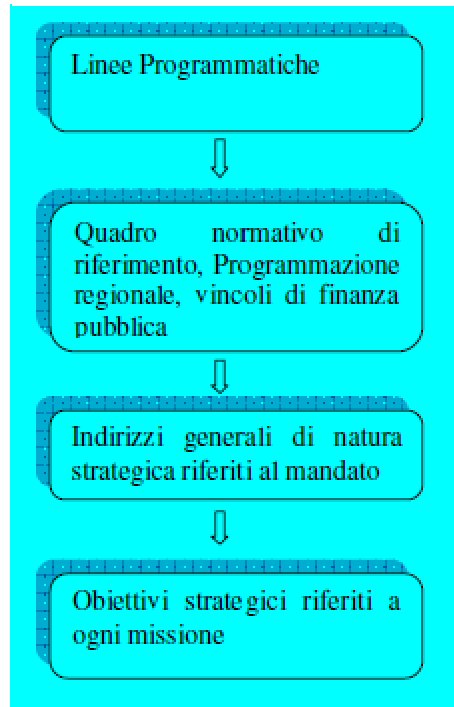 Linee Programmatiche
Quadro normativo di
riferimento, Programmazione
regionale, vincoli di finanza
pubblica
Indirizzi generali di natura
strategica riferiti al mandato
Obiettivi strategici riferiti a
ogni missione